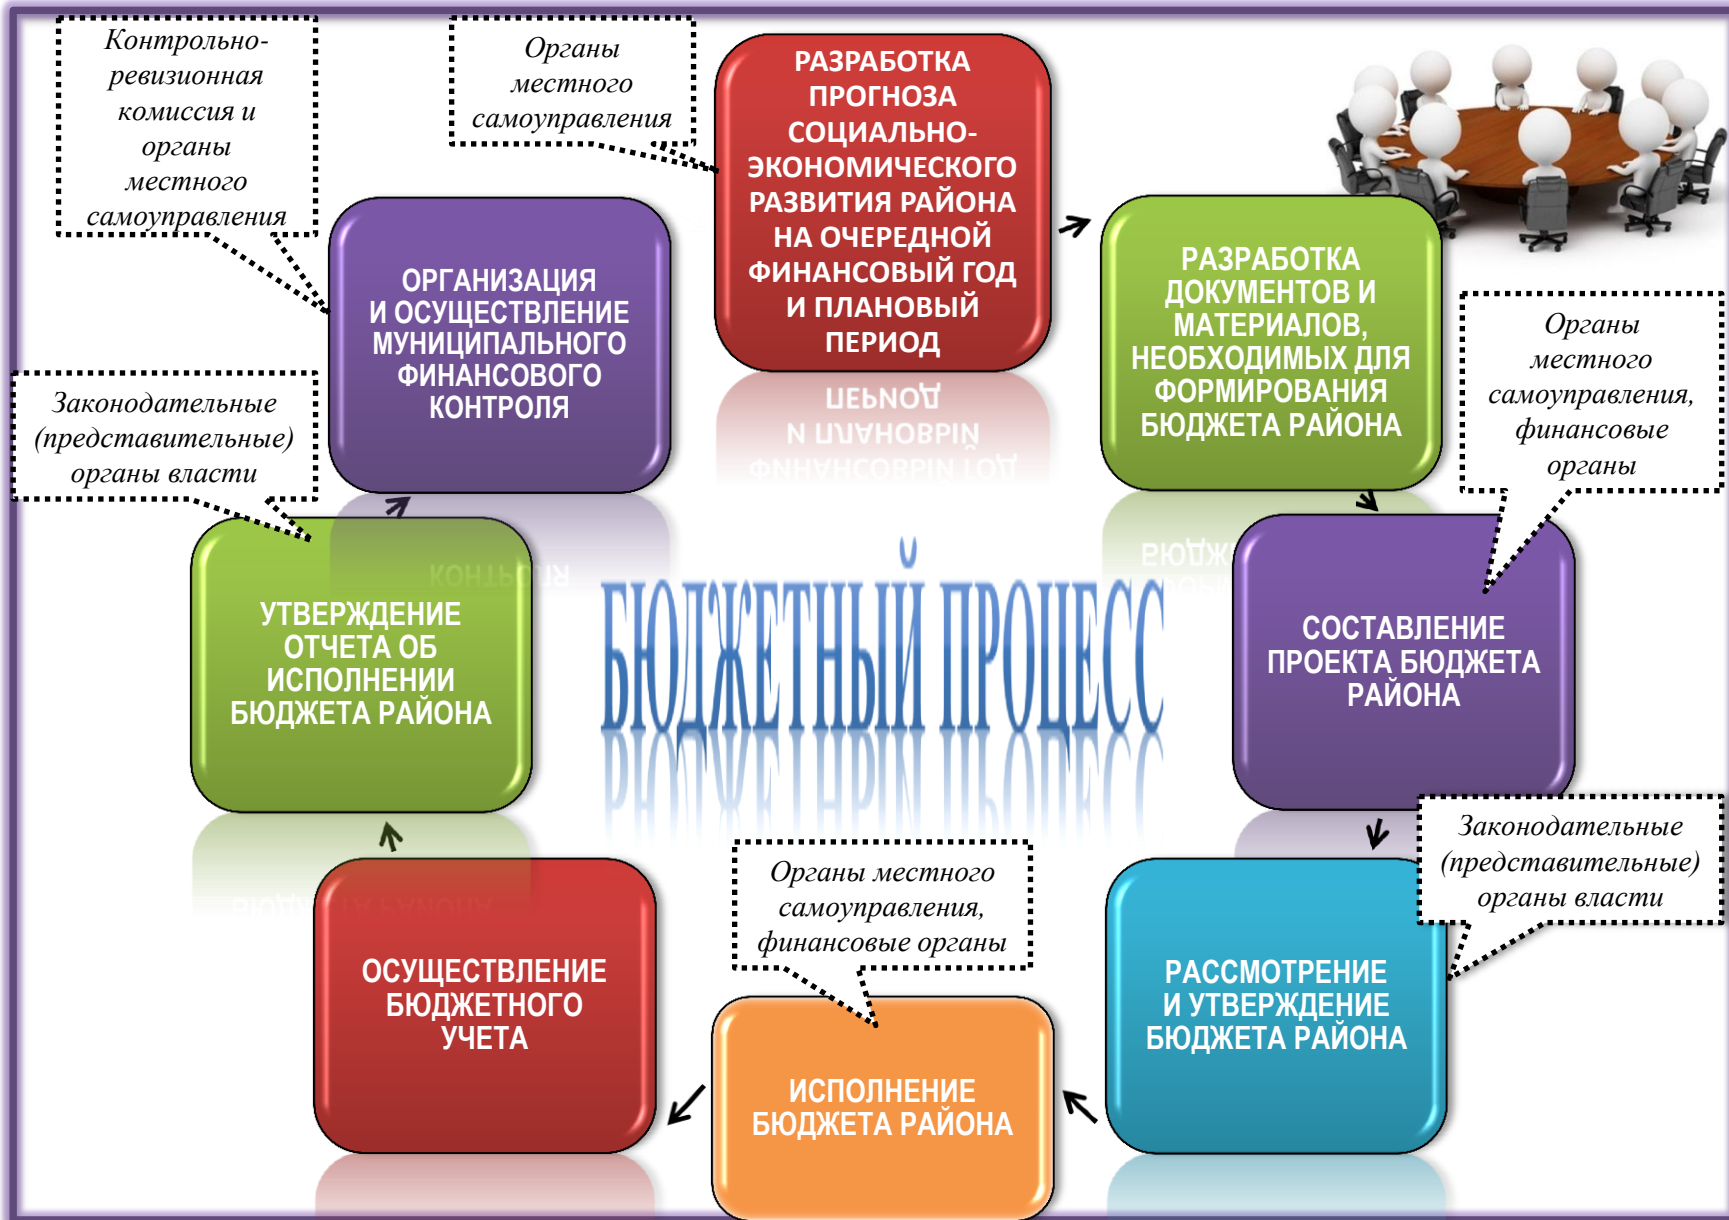 Контрольно-
ревизионная
комиссия и
органы
местного
самоуправления
Органы
местного
самоуправления
РАЗРАБОТКА
ПРОГНОЗА
СОЦИАЛЬНО-
ЭКОНОМИЧЕСКОГО
РАЗВИТИЯ РАЙОНА
НА ОЧЕРЕДНОЙ
ФИНАНСОВЫЙ ГОД
И ПЛАНОВЫЙ
ПЕРИОД
РАЗРАБОТКА
ДОКУМЕНТОВ И
МАТЕРИАЛОВ,
НЕОБХОДИМЫХ ДЛЯ
ФОРМИРОВАНИЯ
БЮДЖЕТА РАЙОНА
Органы
местного
самоуправления,
финансовые
органы
СОСТАВЛЕНИЕ
ПРОЕКТА БЮДЖЕТА
РАЙОНА
Законодательные
(представительные)
органы власти
РАССМОТРЕНИЕ
И УТВЕРЖДЕНИЕ
БЮДЖЕТА РАЙОНА
Органы местного
самоуправления,
финансовые органы
ИСПОЛНЕНИЕ
БЮДЖЕТА РАЙОНА
ОСУЩЕСТВЛЕНИЕ
БЮДЖЕТНОГО
УЧЕТА
Законодательные
(представительные)
органы власти
УТВЕРЖДЕНИЕ
ОТЧЕТА ОБ
ИСПОЛНЕНИИ
БЮДЖЕТА РАЙОНА
ОРГАНИЗАЦИЯ
И ОСУЩЕСТВЛЕНИЕ
МУНИЦИПАЛЬНОГО
ФИНАНСОВОГО
КОНТРОЛЯ
БЮДЖЕТНЫЙ ПРОЦЕСС